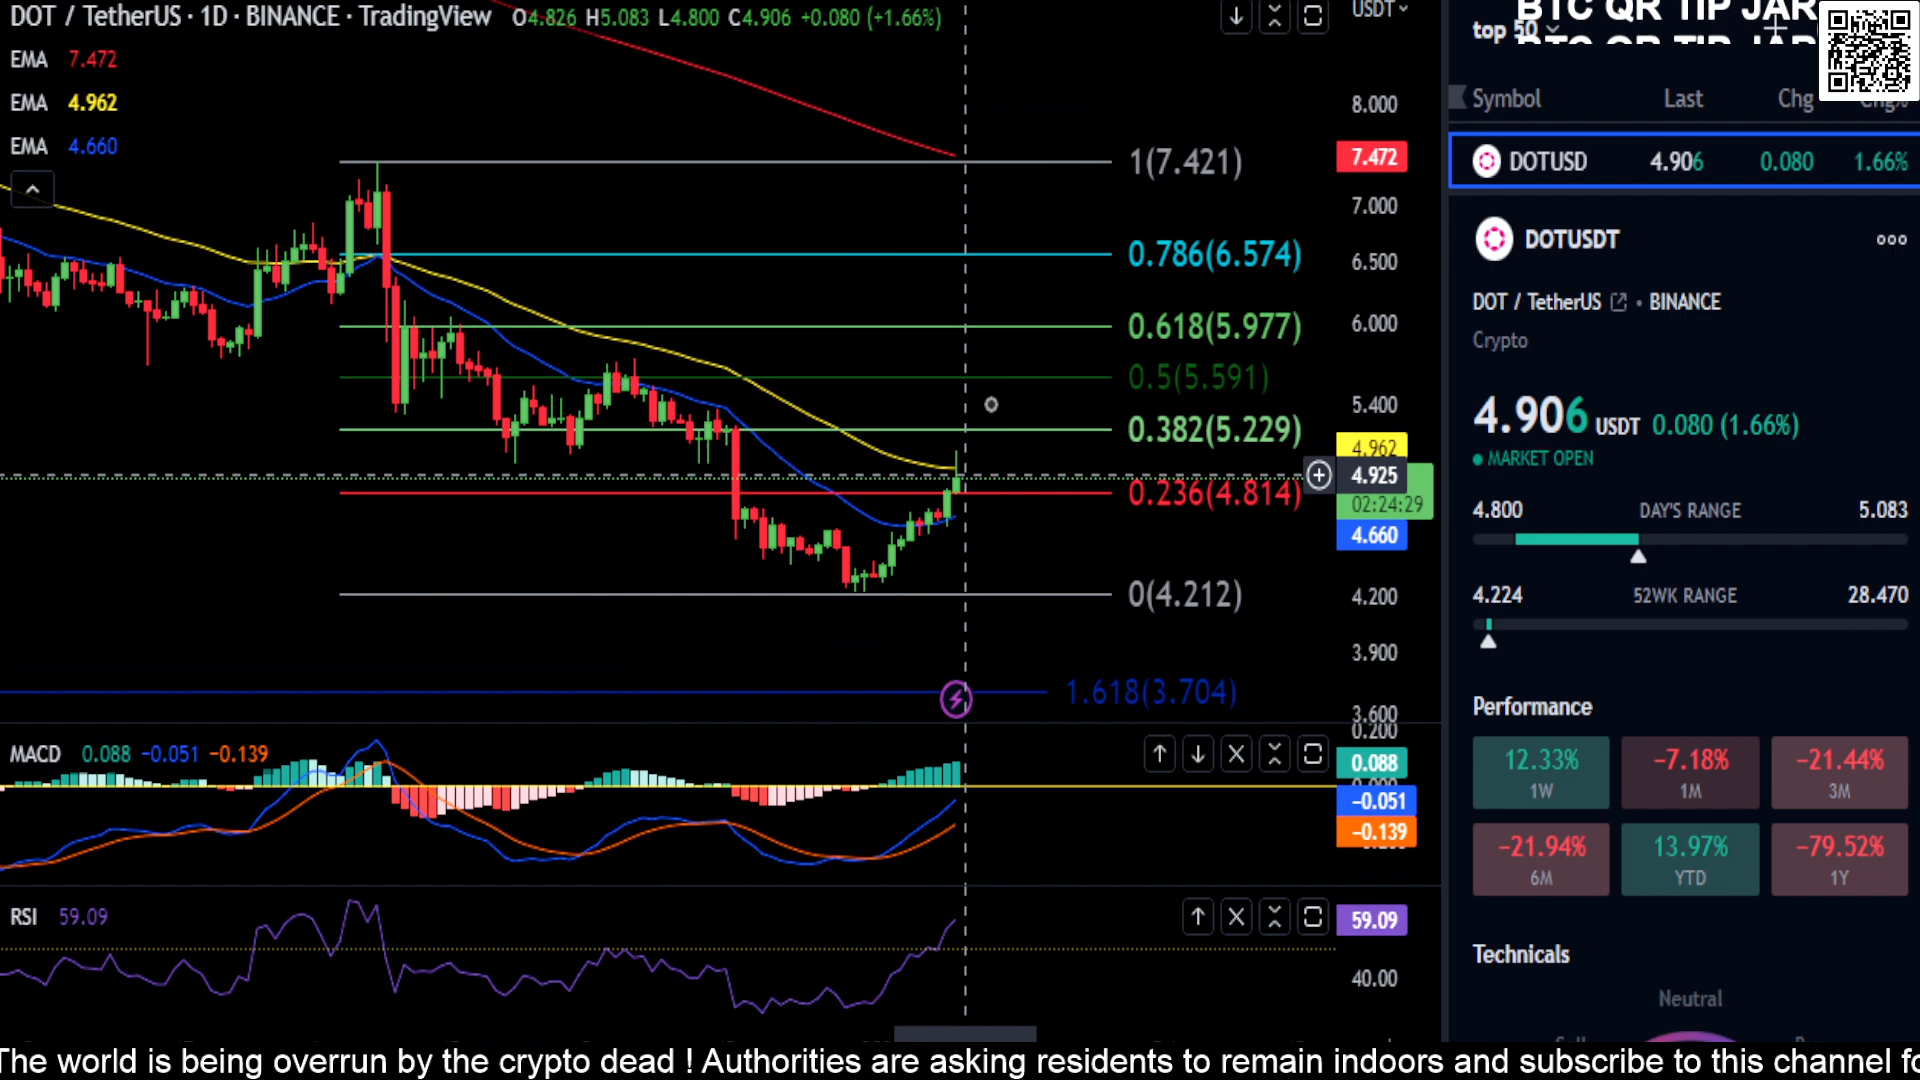 DOT / TetherUS · 1D · BINANCE · TradingView O4.826 H5.083 L4.800 C4.906 +0.080 (+1.66%)
EMA 7.472
EMA 4.962
EMA 4.660
1(7.421)
0.786(6.574)
0.618(5.977)
0.5(5.591)
0.382(5.229)
0.236(4.814)
0(4.212)
1.618(3.704)
USDT
8.000
7.472
7.000
6.500
6.000
5.400
4.962
4.925
02:24:29
4.660
4.200
3.900
3.600
MACD 0.088 −0.051 −0.139
0.200
0.088
−0.051
−0.139
RSI 59.09
59.09
40.00
BTC QR TIP JAR
top 50
Symbol Last Chg Chg%
DOTUSD 4.906 0.080 1.66%
DOTUSDT
DOT / TetherUS • BINANCE
Crypto
4.906 USDT 0.080 (1.66%)
MARKET OPEN
4.800 DAY'S RANGE 5.083
4.224 52WK RANGE 28.470
Performance
12.33% −7.18% −21.44%
1W 1M 3M
−21.94% 13.97% −79.52%
6M YTD 1Y
Technicals
Neutral
The world is being overrun by the crypto dead ! Authorities are asking residents to remain indoors and subscribe to this channel fo